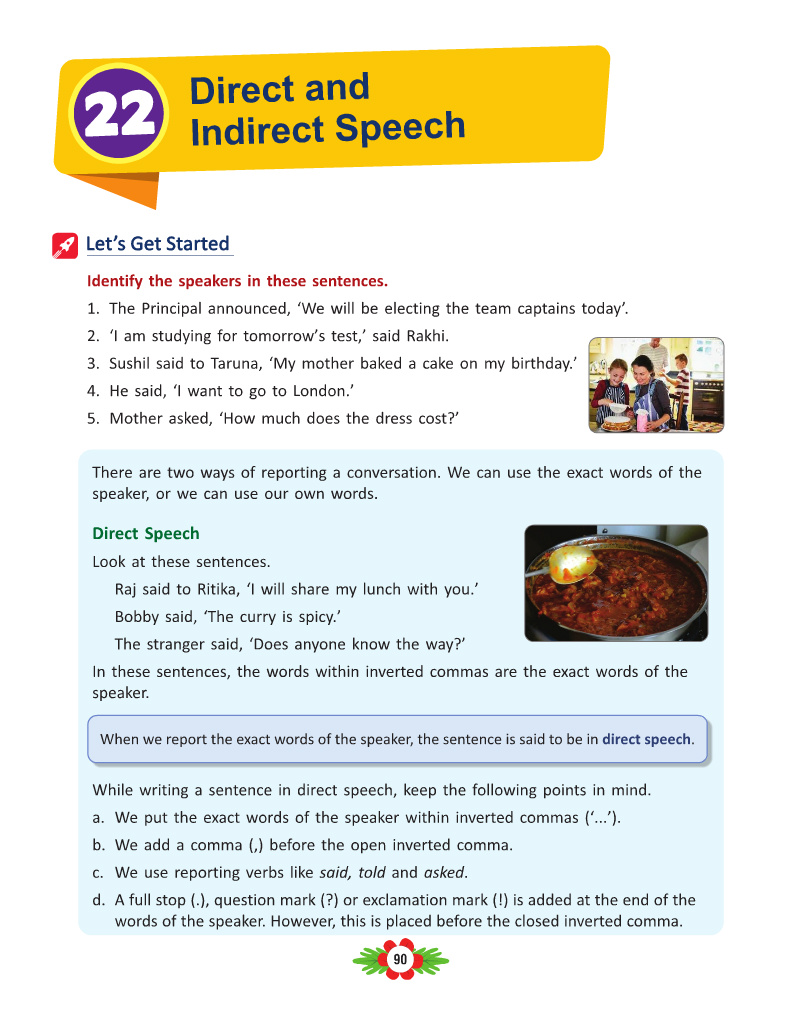 22
Direct and
Indirect Speech
Let's Get Started
Identify the speakers in these sentences.
1. The Principal announced, ‘We will be electing the team captains today’.
2. ‘I am studying for tomorrow’s test,’ said Rakhi.
3. Sushil said to Taruna, ‘My mother baked a cake on my birthday.’
4. He said, ‘I want to go to London.’
5. Mother asked, ‘How much does the dress cost?’
There are two ways of reporting a conversation. We can use the exact words of the
speaker, or we can use our own words.
Direct Speech
Look at these sentences.
Raj said to Ritika, ‘I will share my lunch with you.’
Bobby said, ‘The curry is spicy.’
The stranger said, ‘Does anyone know the way?’
In these sentences, the words within inverted commas are the exact words of the
speaker.
When we report the exact words of the speaker, the sentence is said to be in direct speech.
While writing a sentence in direct speech, keep the following points in mind.
a. We put the exact words of the speaker within inverted commas (‘...’).
b. We add a comma (,) before the open inverted comma.
c. We use reporting verbs like said, told and asked.
d. A full stop (.), question mark (?) or exclamation mark (!) is added at the end of the
words of the speaker. However, this is placed before the closed inverted comma.
90